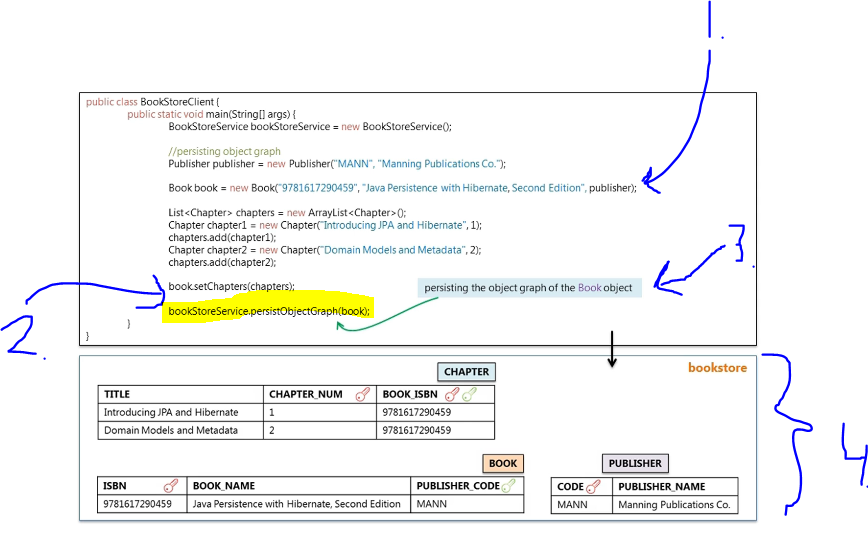 1.
public class BookStoreClient {
public static void main(String[] args) {
BookStoreService bookStoreService = new BookStoreService();
//persisting object graph
Publisher publisher = new Publisher("MANN", "Manning Publications Co.");
Book book = new Book("9781617290459", "Java Persistence with Hibernate, Second Edition", publisher);
List<Chapter> chapters = new ArrayList<Chapter>();
Chapter chapter1 = new Chapter("Introducing JPA and Hibernate", 1);
chapters.add(chapter1);
Chapter chapter2 = new Chapter("Domain Models and Metadata", 2);
chapters.add(chapter2);
3.
book.setChapters(chapters);
persisting the object graph of the Book object
2.
bookStoreService.persistObjectGraph(book);
}
}
bookstore
CHAPTER
TITLE CHAPTER_NUM BOOK_ISBN
Introducing JPA and Hibernate 1 9781617290459
Domain Models and Metadata 2 9781617290459
4.
BOOK PUBLISHER
ISBN BOOK_NAME PUBLISHER_CODE CODE PUBLISHER_NAME
9781617290459 Java Persistence with Hibernate, Second Edition MANN MANN Manning Publications Co.